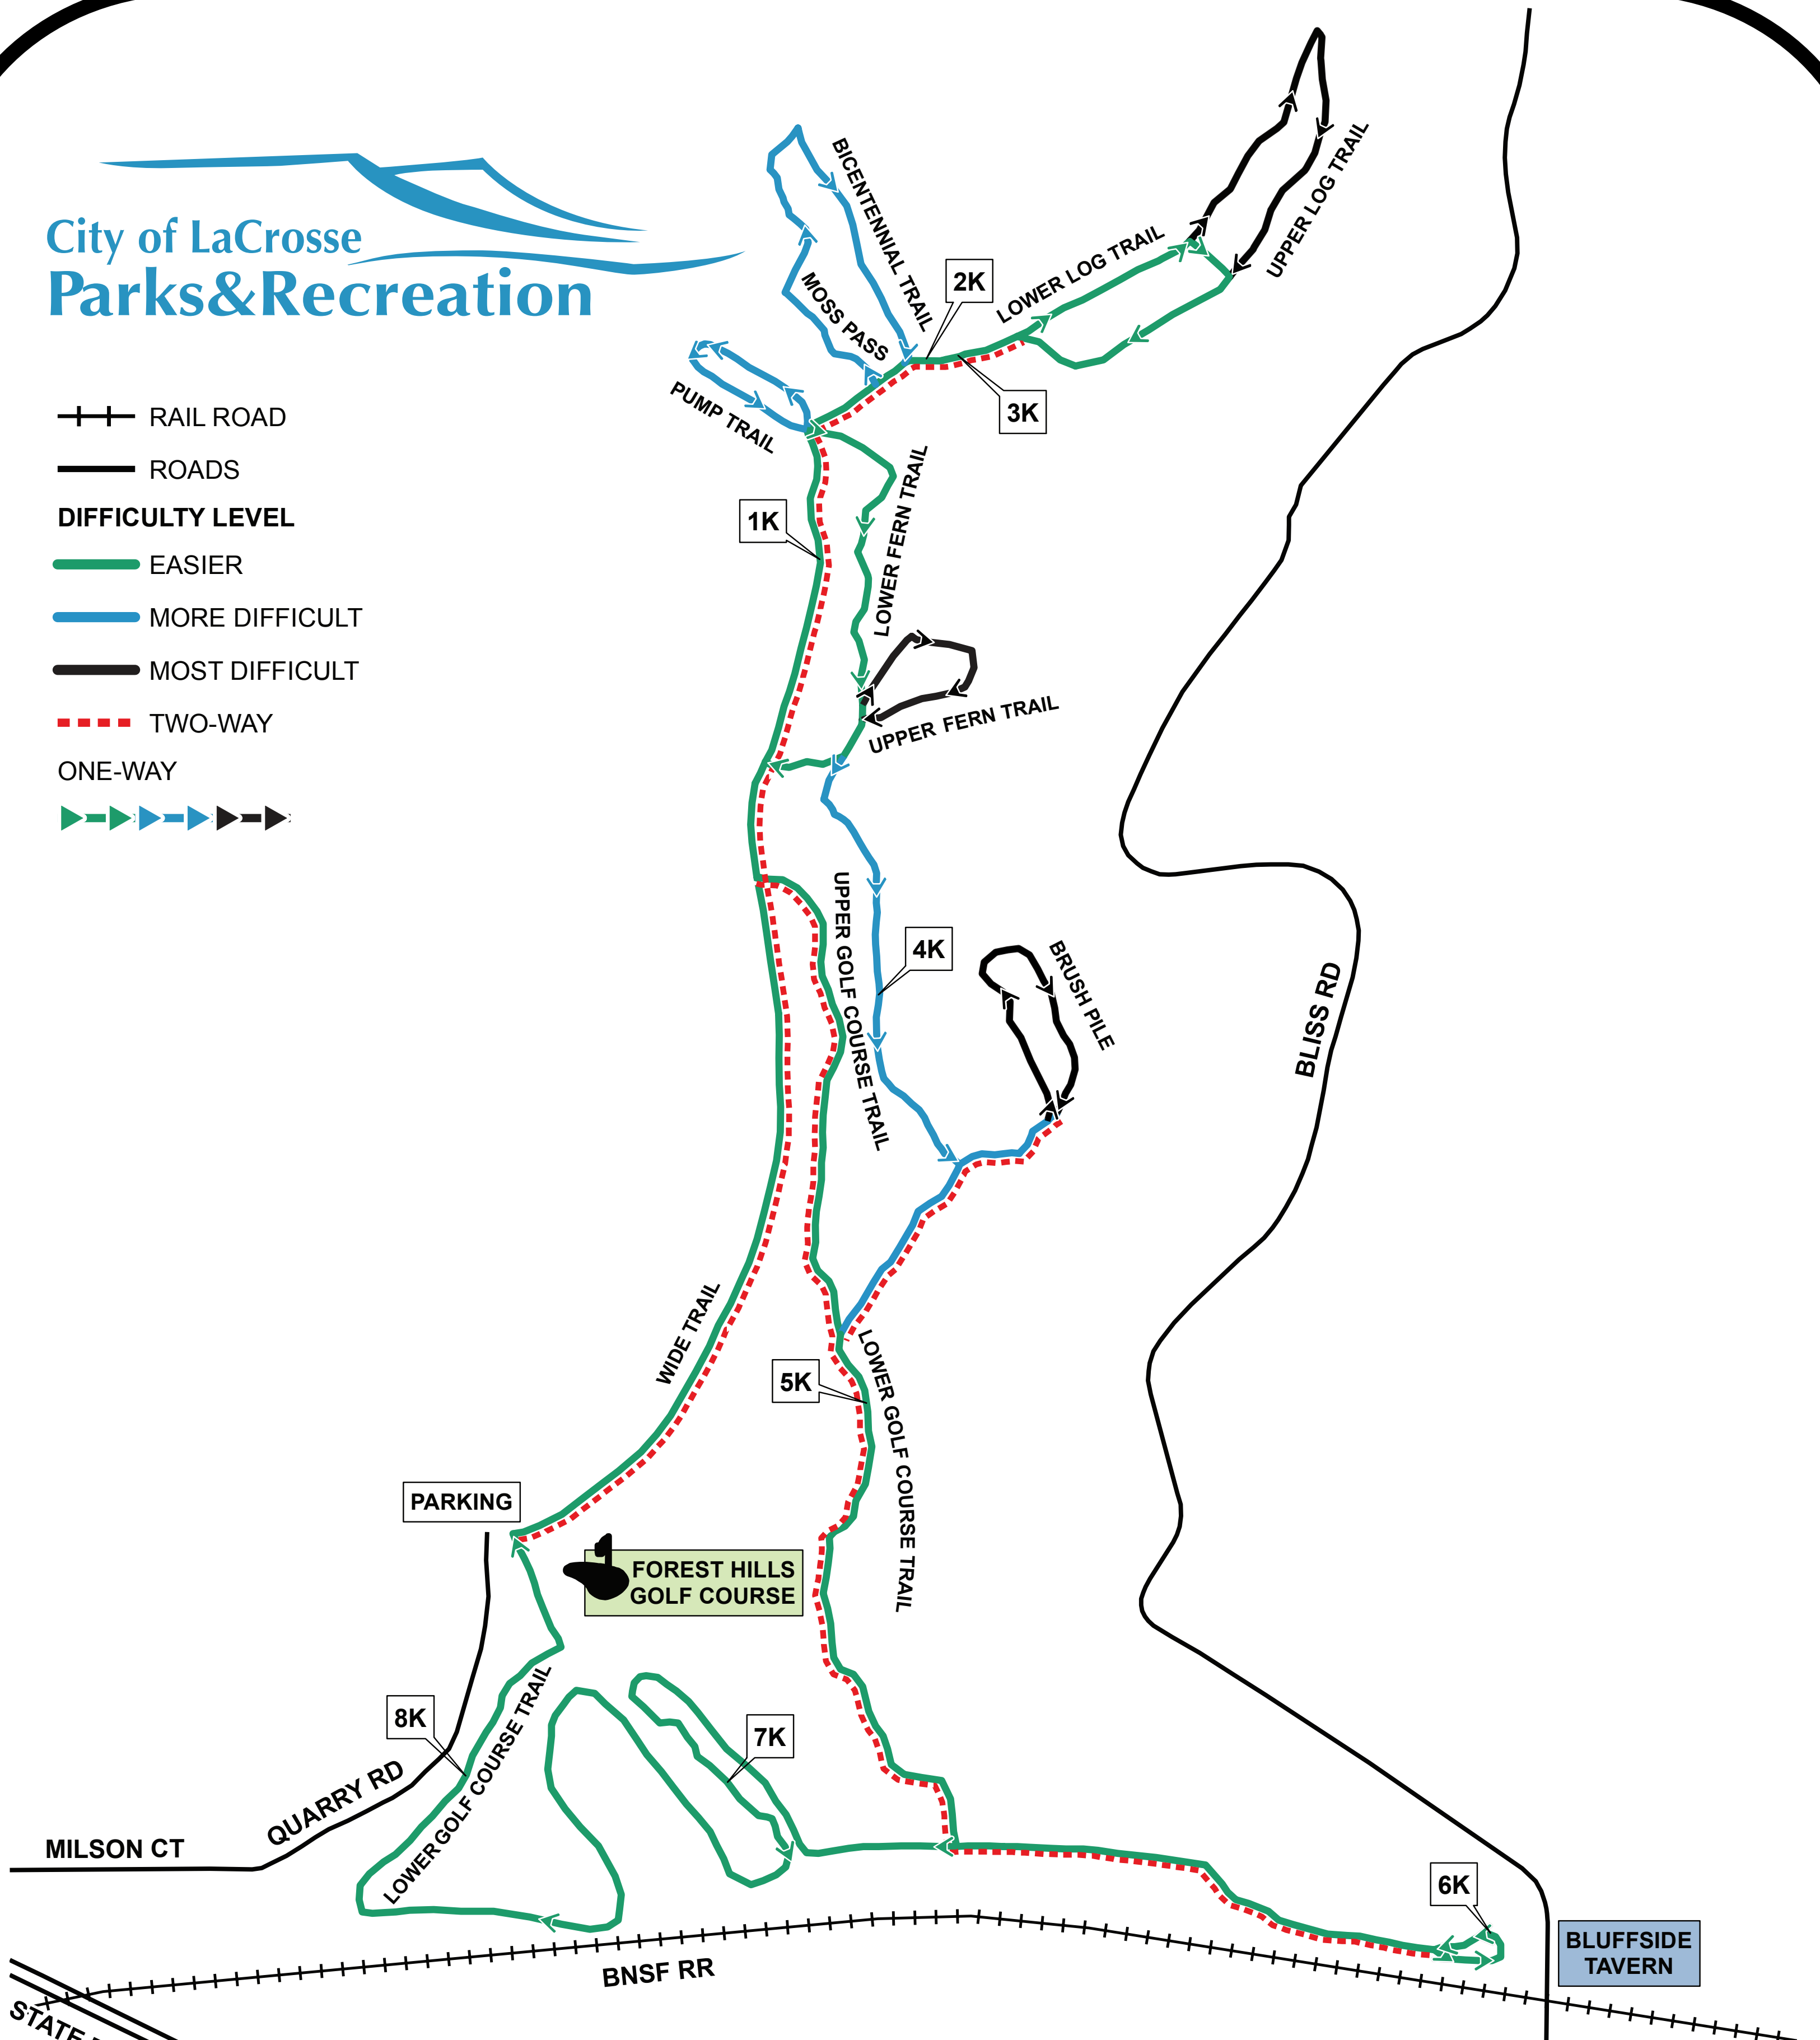 City of LaCrosse
Parks&Recreation
RAIL ROAD
ROADS
DIFFICULTY LEVEL
EASIER
MORE DIFFICULT
MOST DIFFICULT
TWO-WAY
ONE-WAY
BICENTENNIAL TRAIL
MOSS PASS
PUMP TRAIL
2K
LOWER LOG TRAIL
UPPER LOG TRAIL
3K
1K
LOWER FERN TRAIL
UPPER FERN TRAIL
UPPER GOLF COURSE TRAIL
4K
BRUSH PILE
BLISS RD
WIDE TRAIL
5K
LOWER GOLF COURSE TRAIL
PARKING
FOREST HILLS
GOLF COURSE
8K
LOWER GOLF COURSE TRAIL
7K
QUARRY RD
MILSON CT
6K
BLUFFSIDE
TAVERN
BNSF RR
STATE